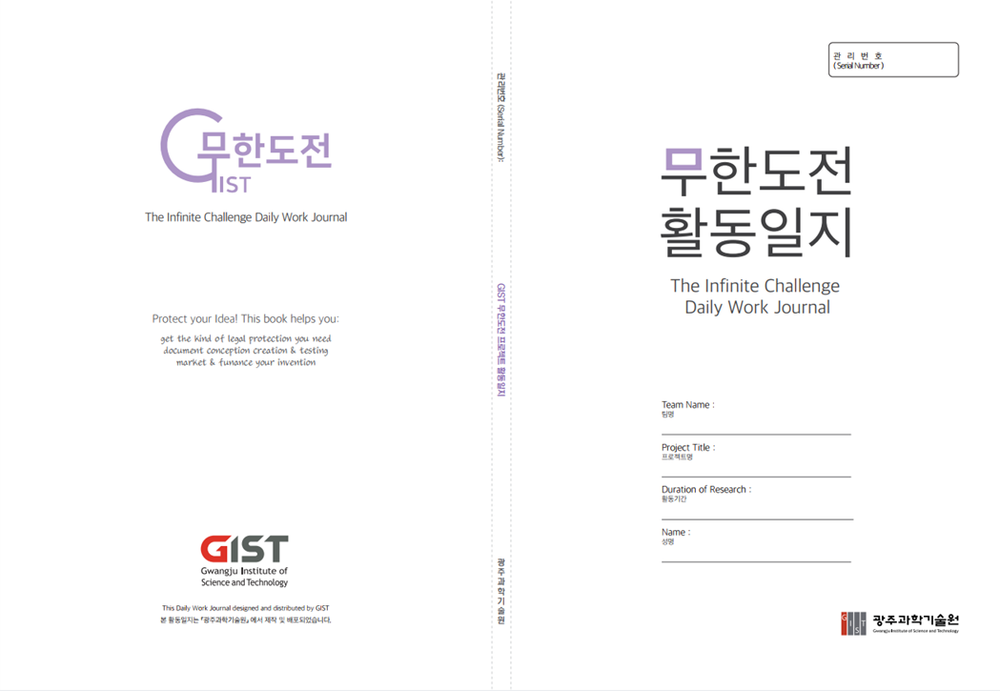 무한도전
GIST
The Infinite Challenge Daily Work Journal
Protect your Idea! This book helps you:
get the kind of legal protection you need
document conception creation & testing
market & funance your invention
GIST
Gwangju Institute of
Science and Technology
This Daily Work Journal designed and distributed by GIST
본 활동일지는 『광주과학기술원』에서 제작 및 배포되었습니다.
관리번호 (Serial Number):
GIST 무한도전 프로젝트 활동일지
광주과학기술원
관 리 번 호
( Serial Number )
무한도전
활동일지
The Infinite Challenge
Daily Work Journal
Team Name :
팀명
Project Title :
프로젝트명
Duration of Research :
활동기간
Name :
성명
GIST
광주과학기술원
Gwangju Institute of Science and Technology